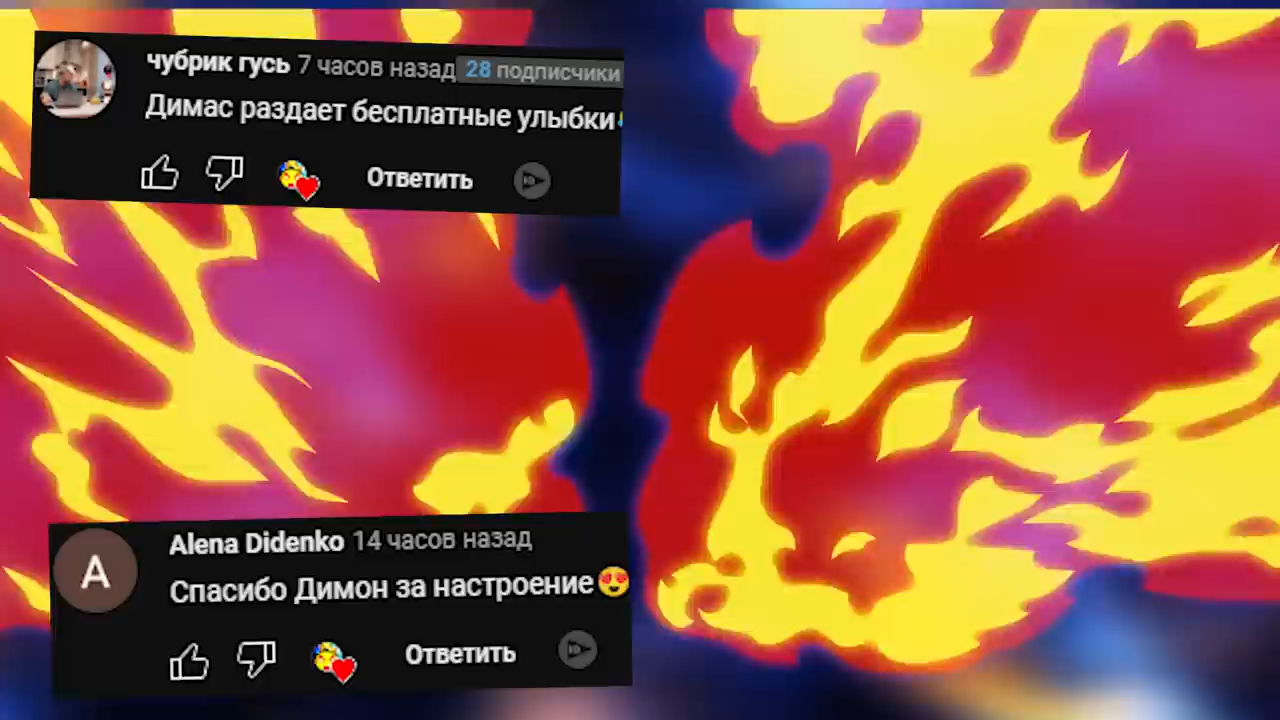 чубрик гусь 7 часов назад 28 подписчики
Димас раздает бесплатные улыбки
Ответить
A
Alena Didenko 14 часов назад
Спасибо Димон за настроение😍
Ответить